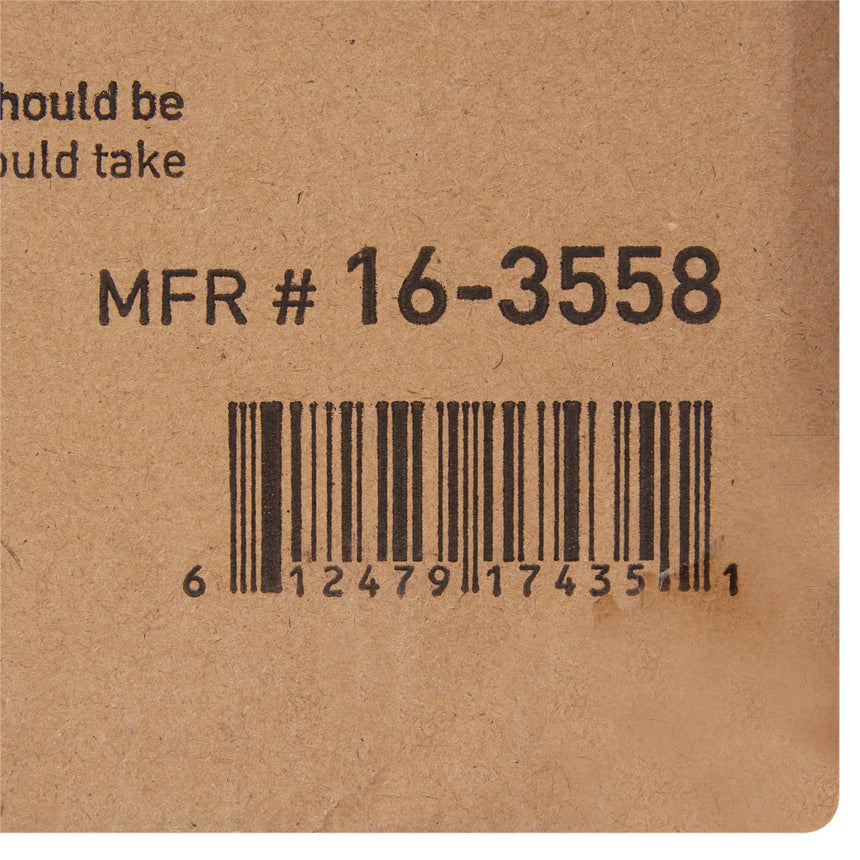 hould be
ould take
MFR # 16-3558
6 12479 17435 1